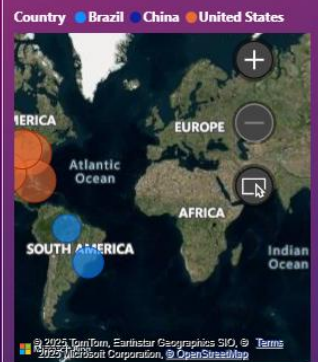 Country Brazil China United States
MERICA
EUROPE
Atlantic
Ocean
AFRICA
SOUTH AMERICA
Indian
Ocean
© 2025 TomTom, Earthstar Geographics SIO, © Terms
2025 Microsoft Corporation, © OpenStreetMap